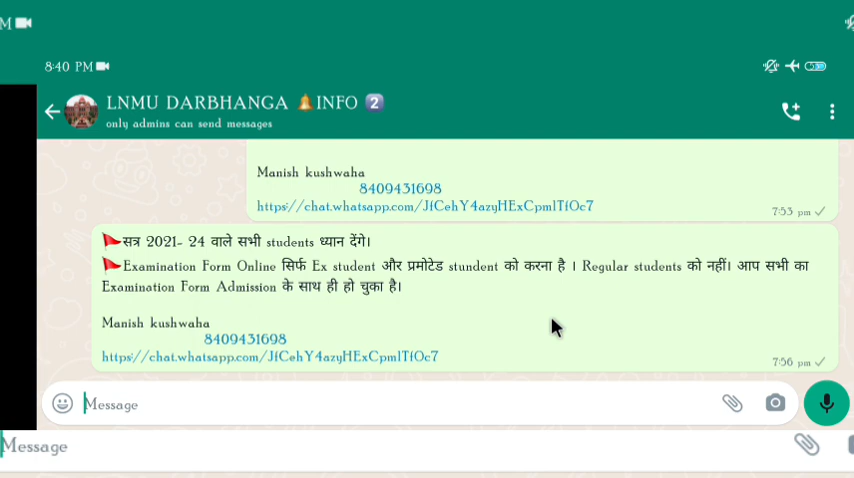 M
8:40 PM
LNMU DARBHANGA 🔔INFO 2
only admins can send messages
Manish kushwaha
8409431698
https://chat.whatsapp.com/JfCehY4azyHExCpmlTfOc7
7:53 pm
🚩सत्र 2021- 24 वाले सभी students ध्यान देंगे।
🚩Examination Form Online सिर्फ Ex student और प्रमोटेड stundent को करना है । Regular students को नहीं। आप सभी का
Examination Form Admission के साथ ही हो चुका है।
Manish kushwaha
8409431698
https://chat.whatsapp.com/JfCehY4azyHExCpmlTfOc7
7:56 pm
Message
Message